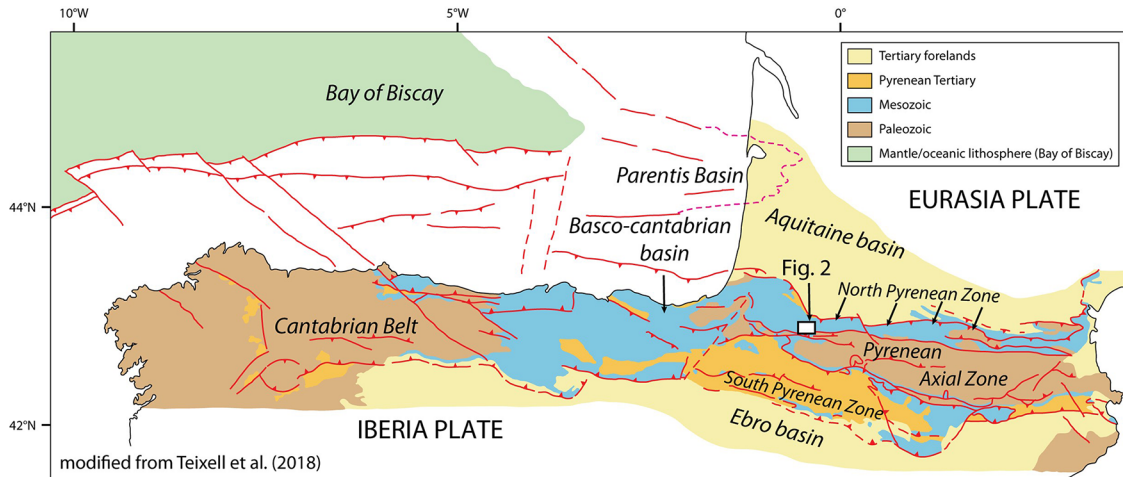 10°W
5°W
0°
Tertiary forelands
Pyrenean Tertiary
Mesozoic
Paleozoic
Mantle/oceanic lithosphere (Bay of Biscay)
Bay of Biscay
Parentis Basin
EURASIA PLATE
44°N
Basco-cantabrian
basin
Aquitaine basin
Fig. 2
North Pyrenean Zone
Cantabrian Belt
Pyrenean
Axial Zone
South Pyrenean Zone
Ebro basin
42°N
IBERIA PLATE
modified from Teixell et al. (2018)